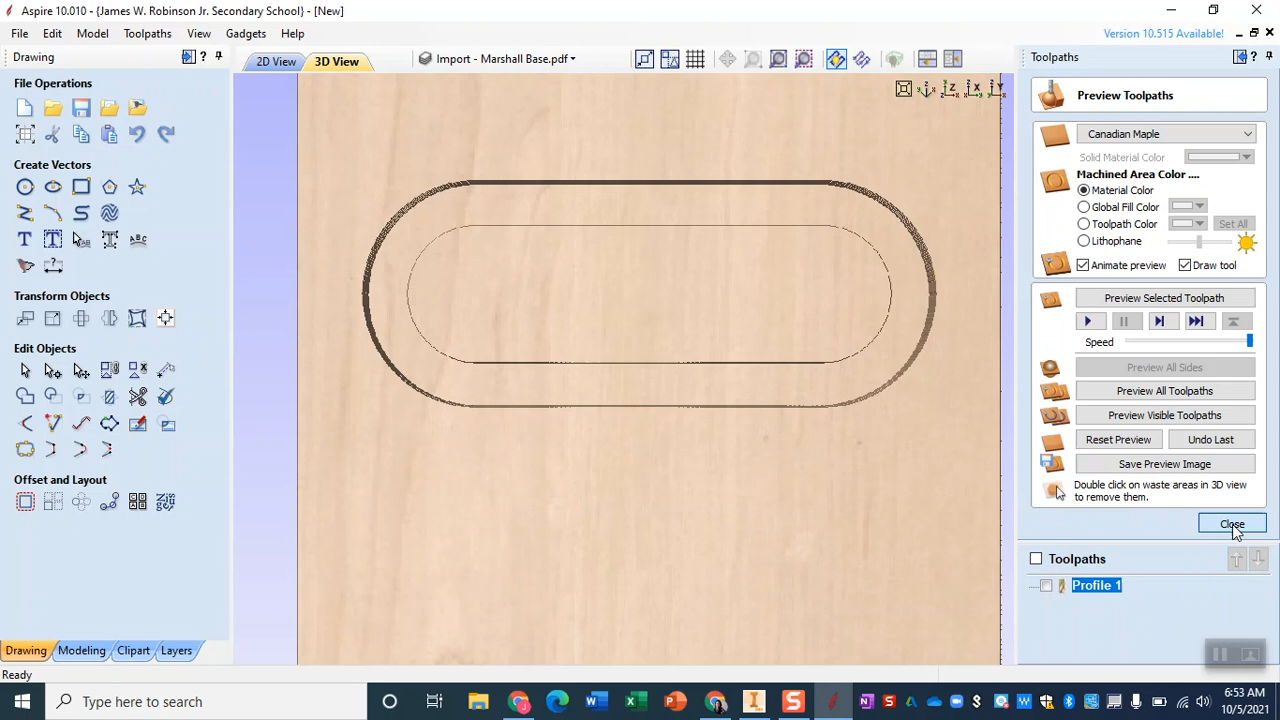 Aspire 10.010 - {James W. Robinson Jr. Secondary School} - [New]
File Edit Model Toolpaths View Gadgets Help
Version 10.515 Available!
Drawing
2D View 3D View Import - Marshall Base.pdf
Toolpaths
File Operations
Create Vectors
Transform Objects
Edit Objects
Offset and Layout
Preview Toolpaths
Canadian Maple
Solid Material Color
Machined Area Color ....
Material Color
Global Fill Color
Toolpath Color Set All
Lithophane
Animate preview Draw tool
Preview Selected Toolpath
Speed
Preview All Sides
Preview All Toolpaths
Preview Visible Toolpaths
Reset Preview Undo Last
Save Preview Image
Double click on waste areas in 3D view
to remove them.
Close
Toolpaths
Profile 1
Drawing Modeling Clipart Layers
Ready
Type here to search
6:53 AM
10/5/2021